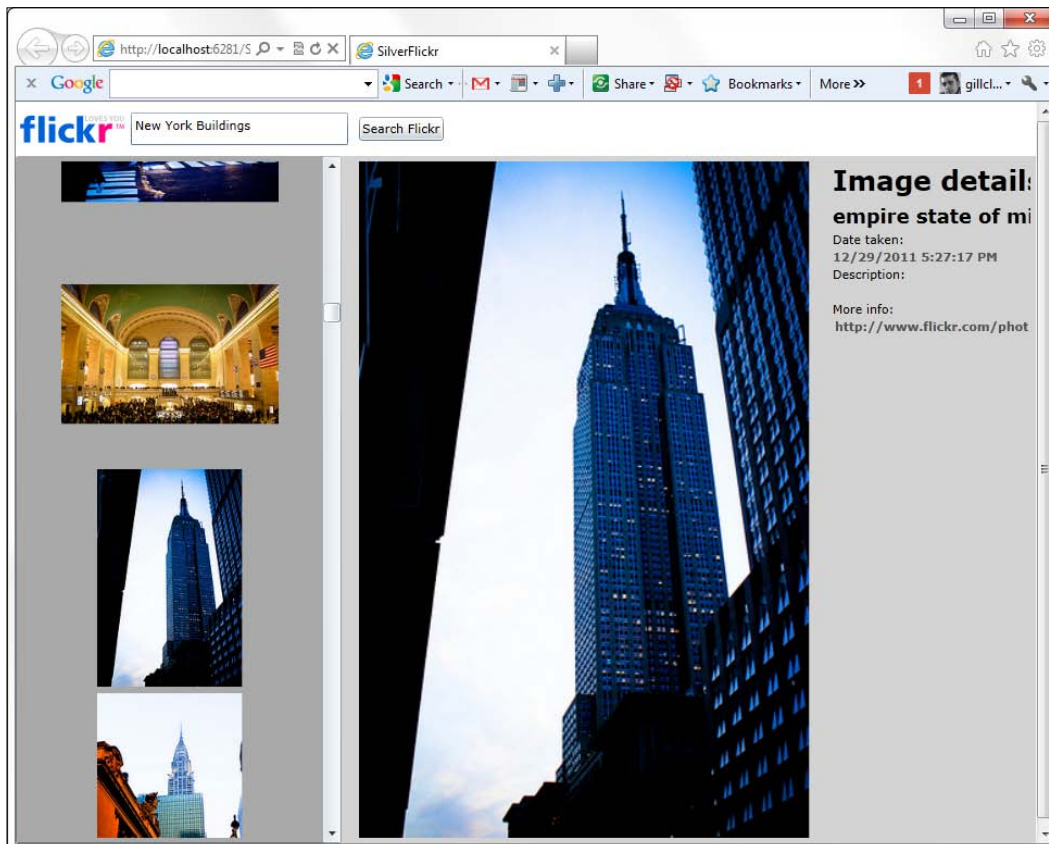 http://localhost:6281/S
SilverFlickr
x Google
Search
Share
Bookmarks
More >>
1
gillcl...
LOVES YOU
flickr™
New York Buildings
Search Flickr
Image details
empire state of mi
Date taken:
12/29/2011 5:27:17 PM
Description:
More info:
http://www.flickr.com/phot